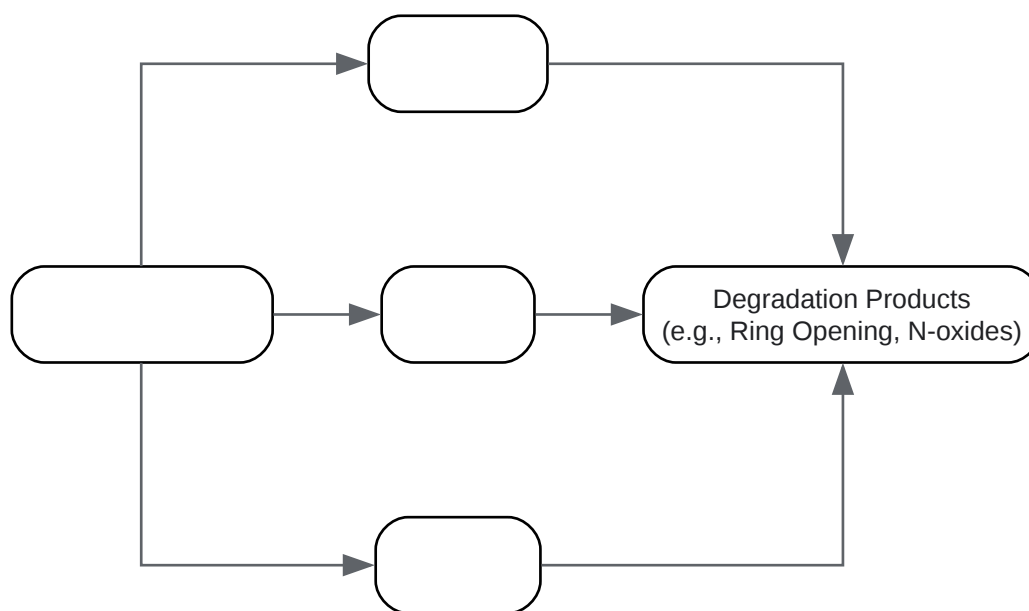 Degradation Products
(e.g., Ring Opening, N-oxides)